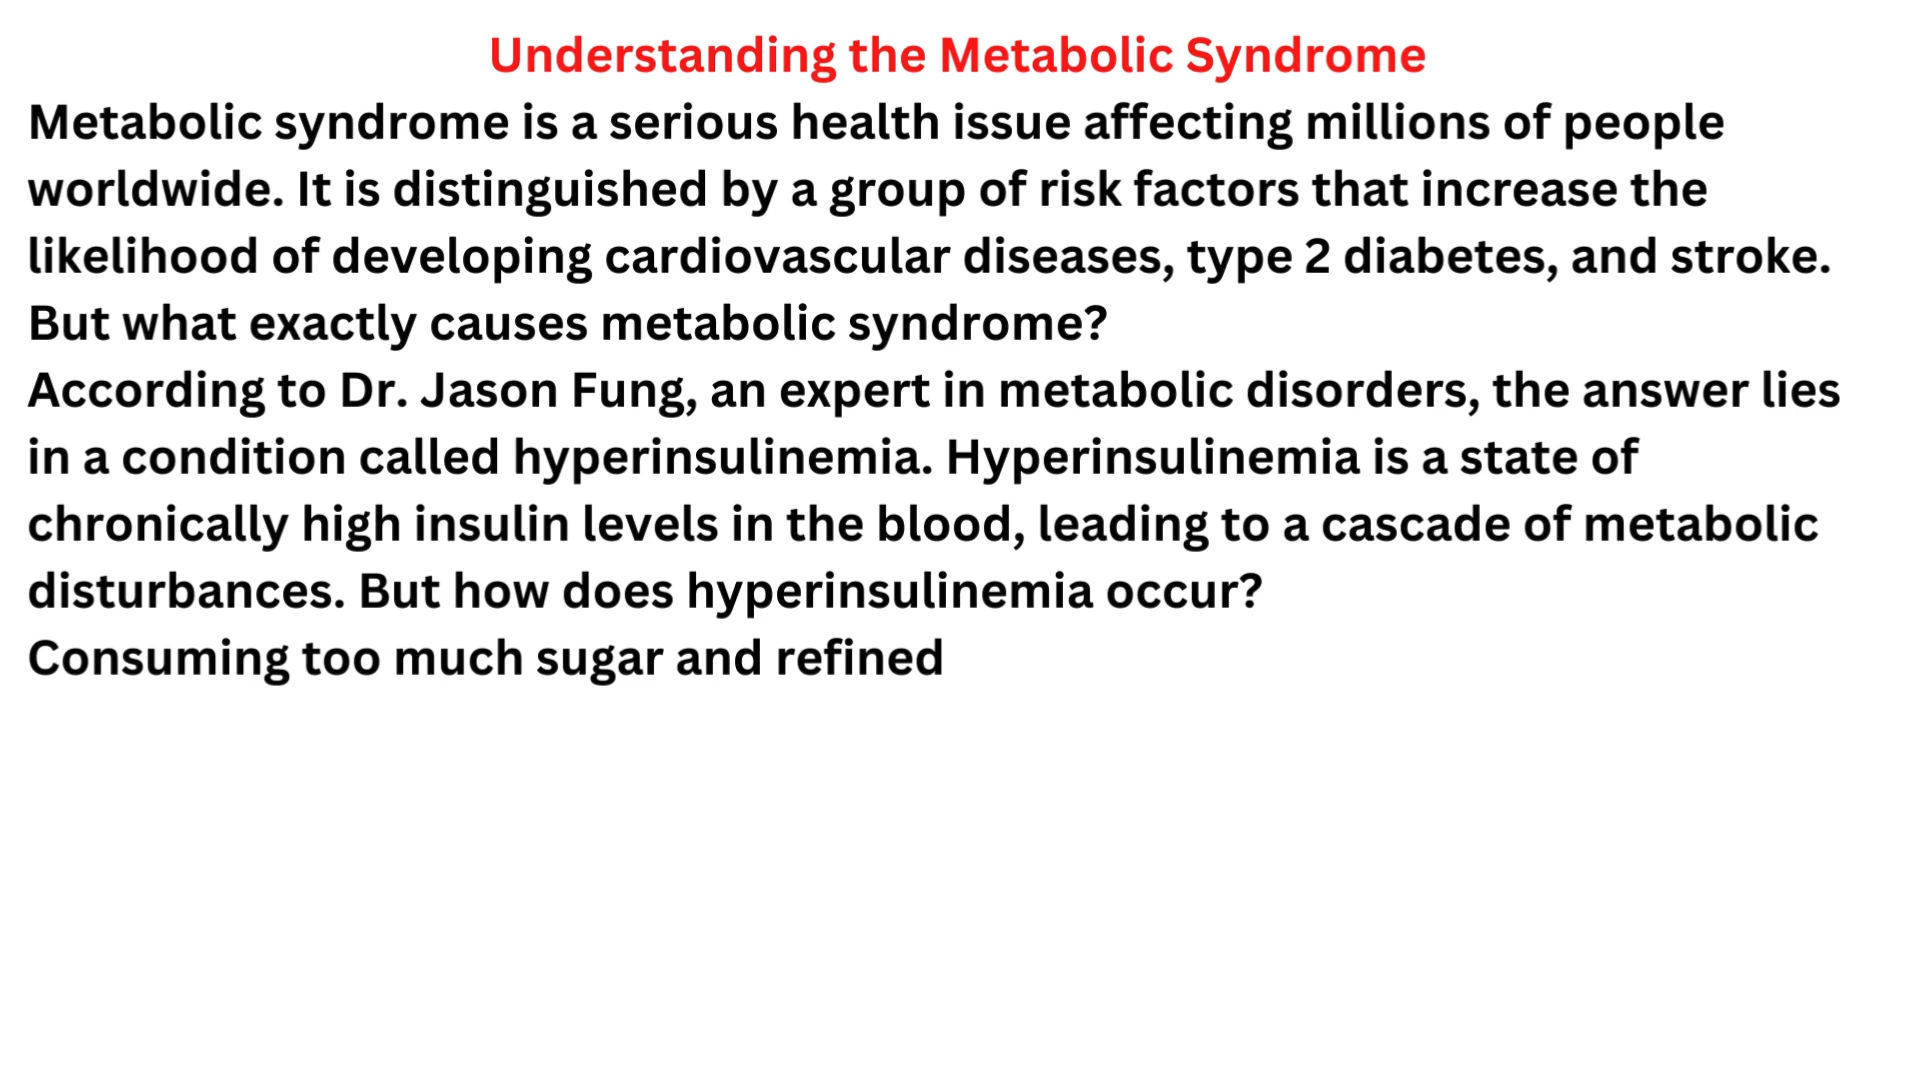 Understanding the Metabolic Syndrome
Metabolic syndrome is a serious health issue affecting millions of people
worldwide. It is distinguished by a group of risk factors that increase the
likelihood of developing cardiovascular diseases, type 2 diabetes, and stroke.
But what exactly causes metabolic syndrome?
According to Dr. Jason Fung, an expert in metabolic disorders, the answer lies
in a condition called hyperinsulinemia. Hyperinsulinemia is a state of
chronically high insulin levels in the blood, leading to a cascade of metabolic
disturbances. But how does hyperinsulinemia occur?
Consuming too much sugar and refined